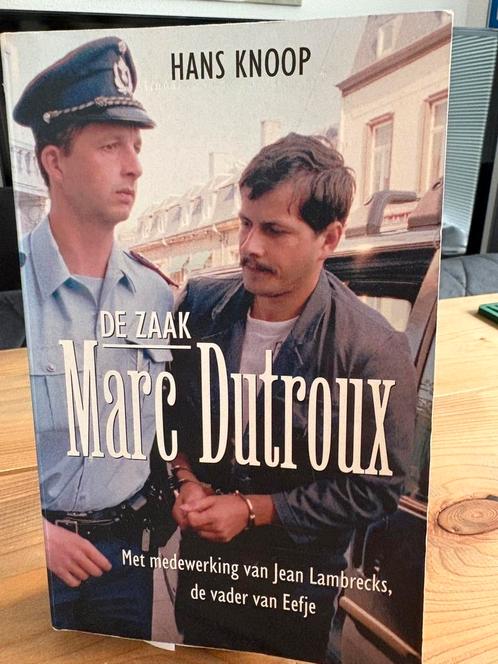 HANS KNOOP
DE ZAAK
Marc Dutroux
Met medewerking van Jean Lambrecks,
de vader van Eefje